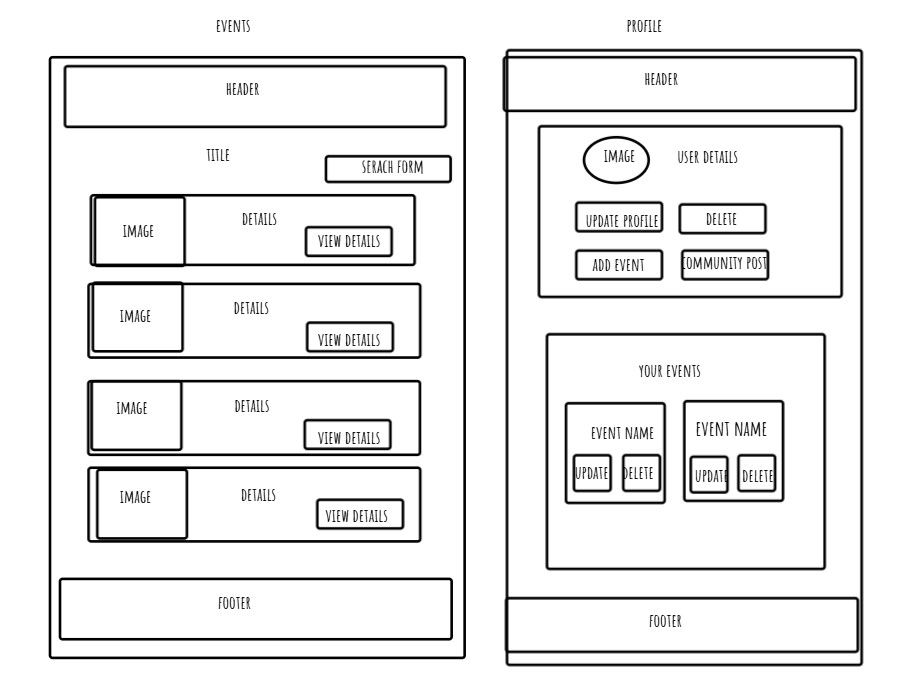 EVENTS
HEADER
TITLE
SERACH FORM
IMAGE
DETAILS
VIEW DETAILS
IMAGE
DETAILS
VIEW DETAILS
IMAGE
DETAILS
VIEW DETAILS
IMAGE
DETAILS
VIEW DETAILS
FOOTER
PROFILE
HEADER
IMAGE
USER DETAILS
UPDATE PROFILE
DELETE
ADD EVENT
COMMUNITY POST
YOUR EVENTS
EVENT NAME
UPDATE
DELETE
EVENT NAME
UPDATE
DELETE
FOOTER